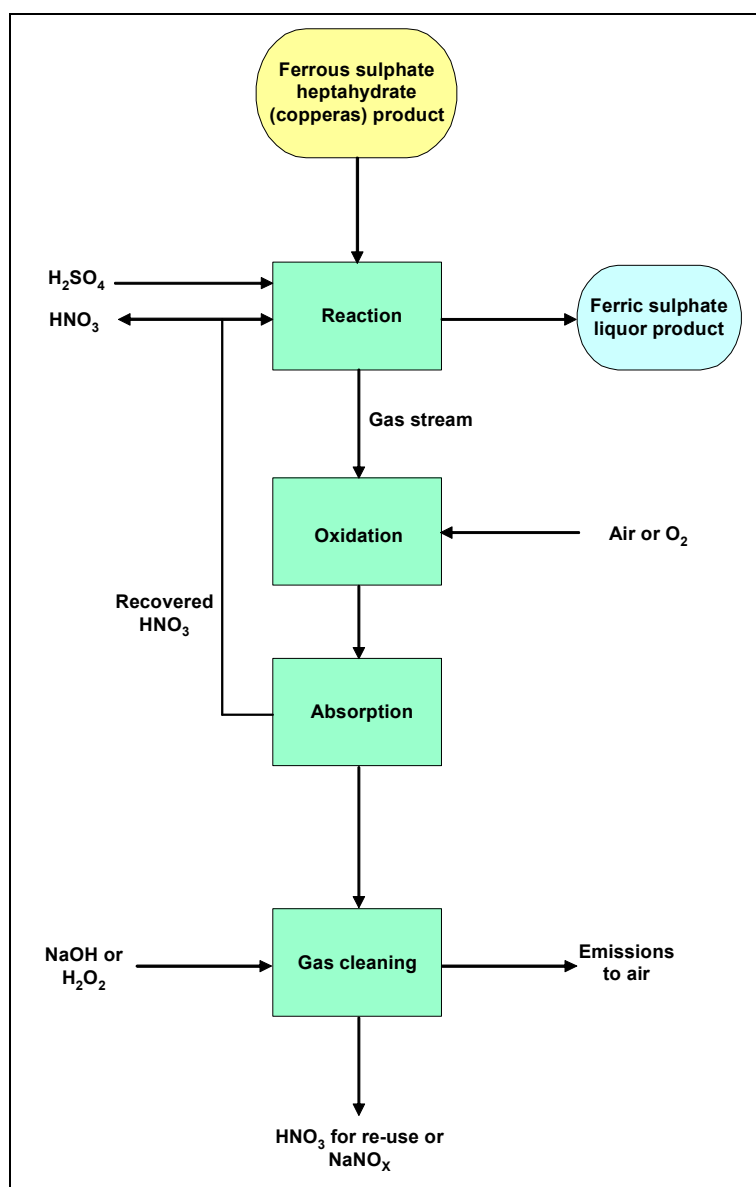 Ferrous sulphate
heptahydrate
(copperas) product
H₂SO₄
HNO₃
Reaction
Ferric sulphate
liquor product
Gas stream
Oxidation
Air or O₂
Recovered
HNO₃
Absorption
NaOH or
H₂O₂
Gas cleaning
Emissions
to air
HNO₃ for re-use or
NaNOₓ